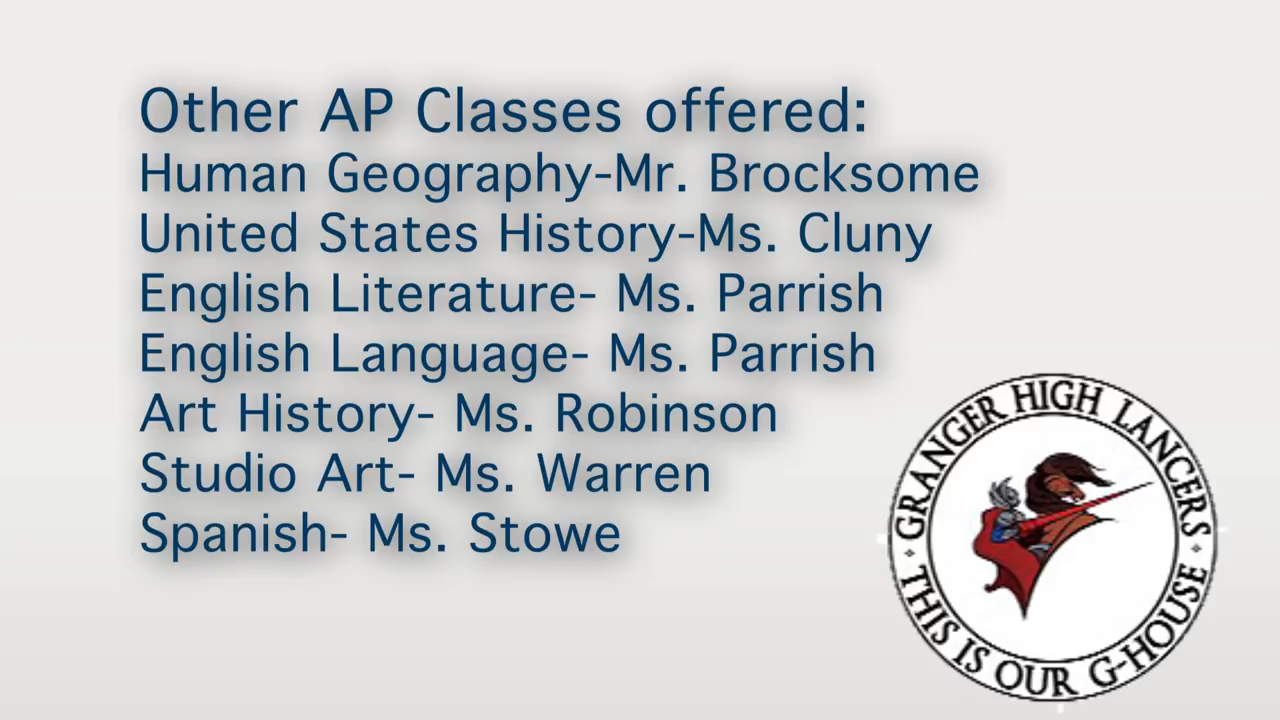 Other AP Classes offered:
Human Geography-Mr. Brocksome
United States History-Ms. Cluny
English Literature- Ms. Parrish
English Language- Ms. Parrish
Art History- Ms. Robinson
Studio Art- Ms. Warren
Spanish- Ms. Stowe
GRANGER HIGH LANCERS
THIS IS OUR G-HOUSE